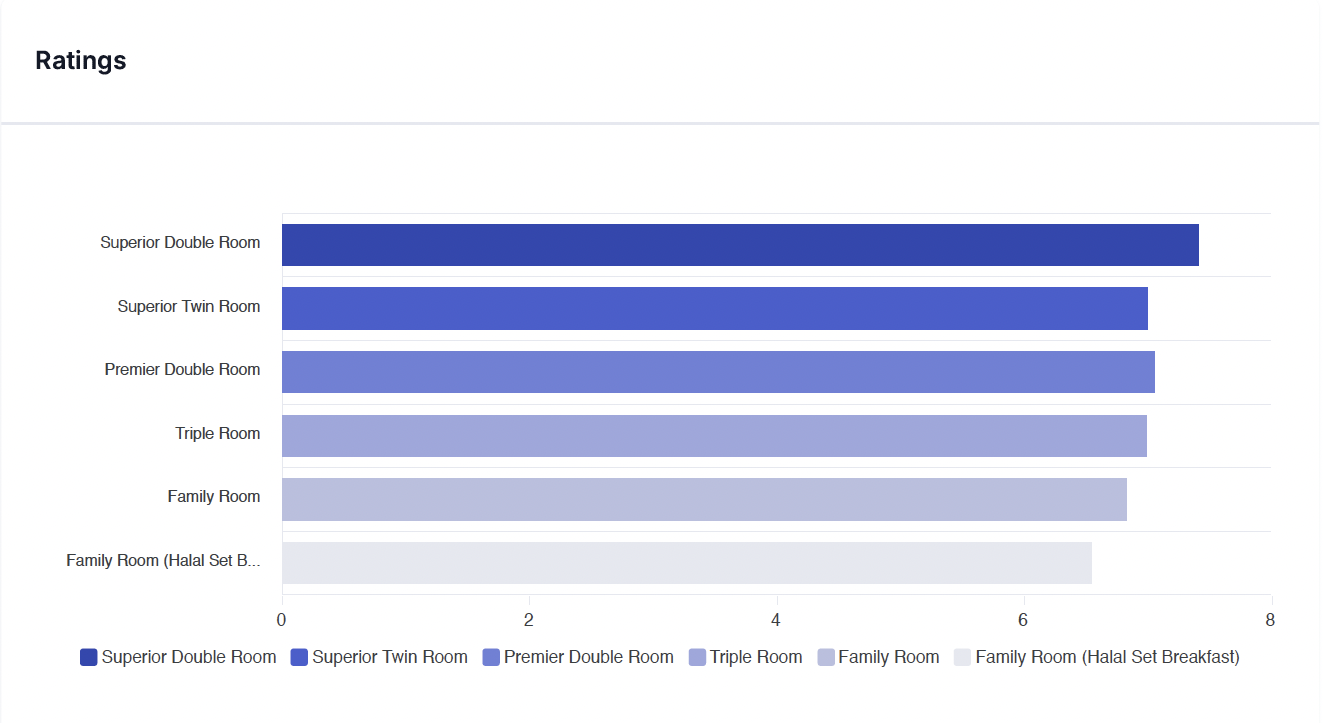 Ratings
Superior Double Room
Superior Twin Room
Premier Double Room
Triple Room
Family Room
Family Room (Halal Set B...
0 2 4 6 8
Superior Double Room Superior Twin Room Premier Double Room Triple Room Family Room Family Room (Halal Set Breakfast)